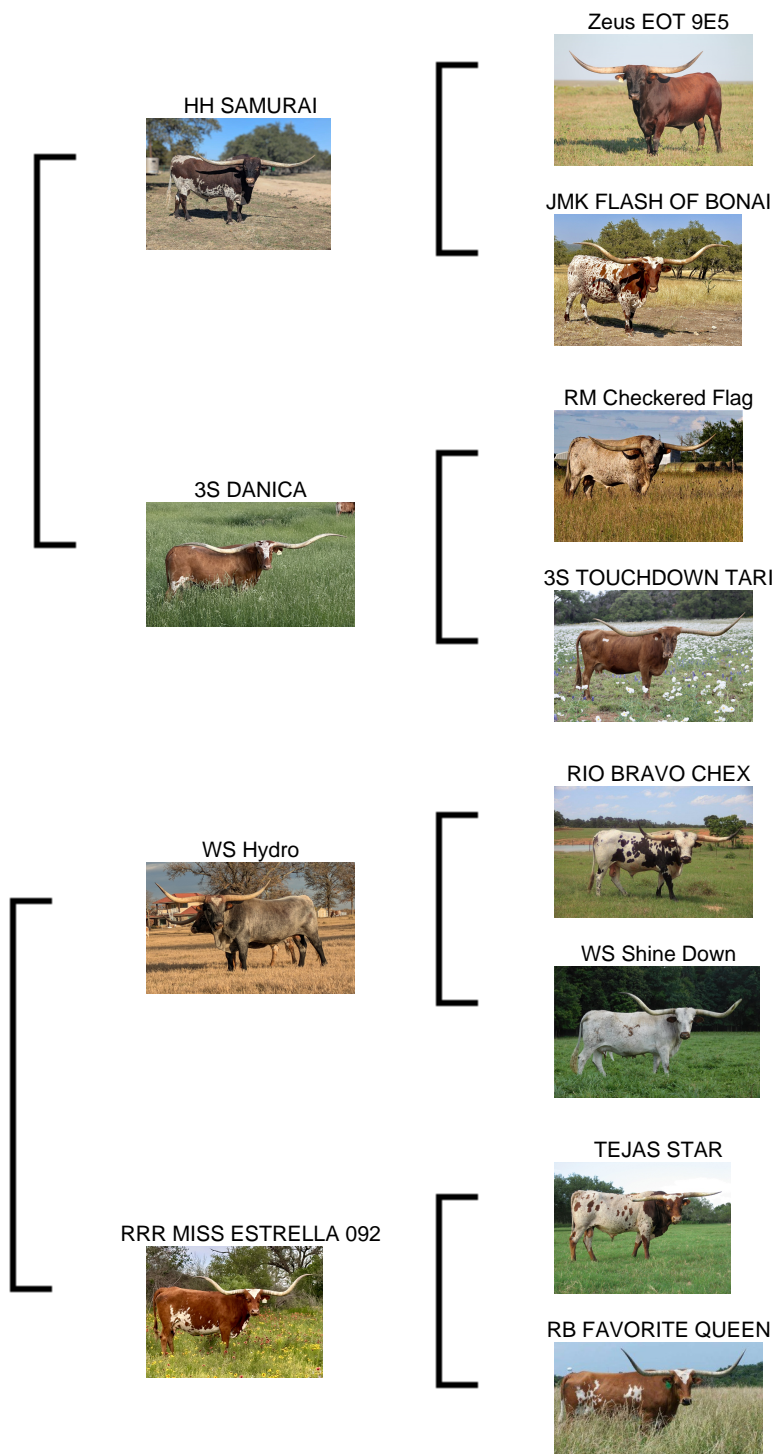 Zeus EOT 9E5
HH SAMURAI
JMK FLASH OF BONAI
RM Checkered Flag
3S DANICA
3S TOUCHDOWN TARI
RIO BRAVO CHEX
WS Hydro
WS Shine Down
TEJAS STAR
RRR MISS ESTRELLA 092
RB FAVORITE QUEEN